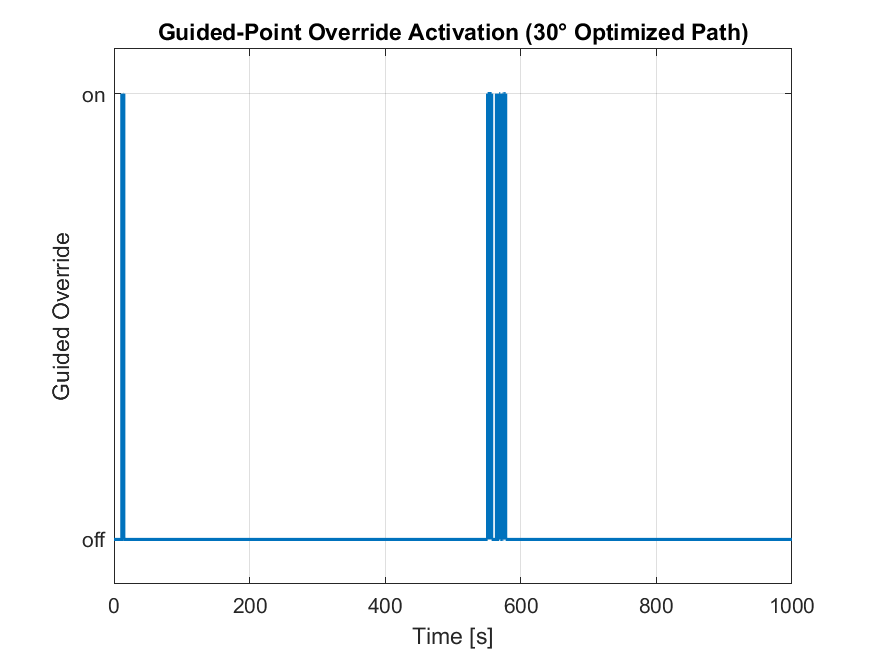 Guided-Point Override Activation (30° Optimized Path)
on
Guided Override
off
0 200 400 600 800 1000
Time [s]